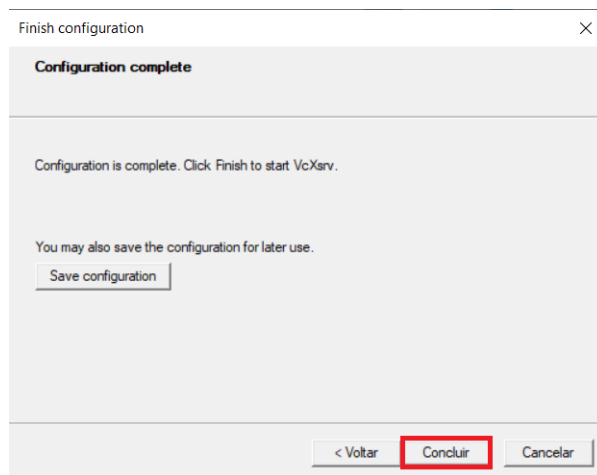 Finish configuration
Configuration complete
Configuration is complete. Click Finish to start VcXsrv.
You may also save the configuration for later use.
Save configuration
< Voltar
Concluir
Cancelar